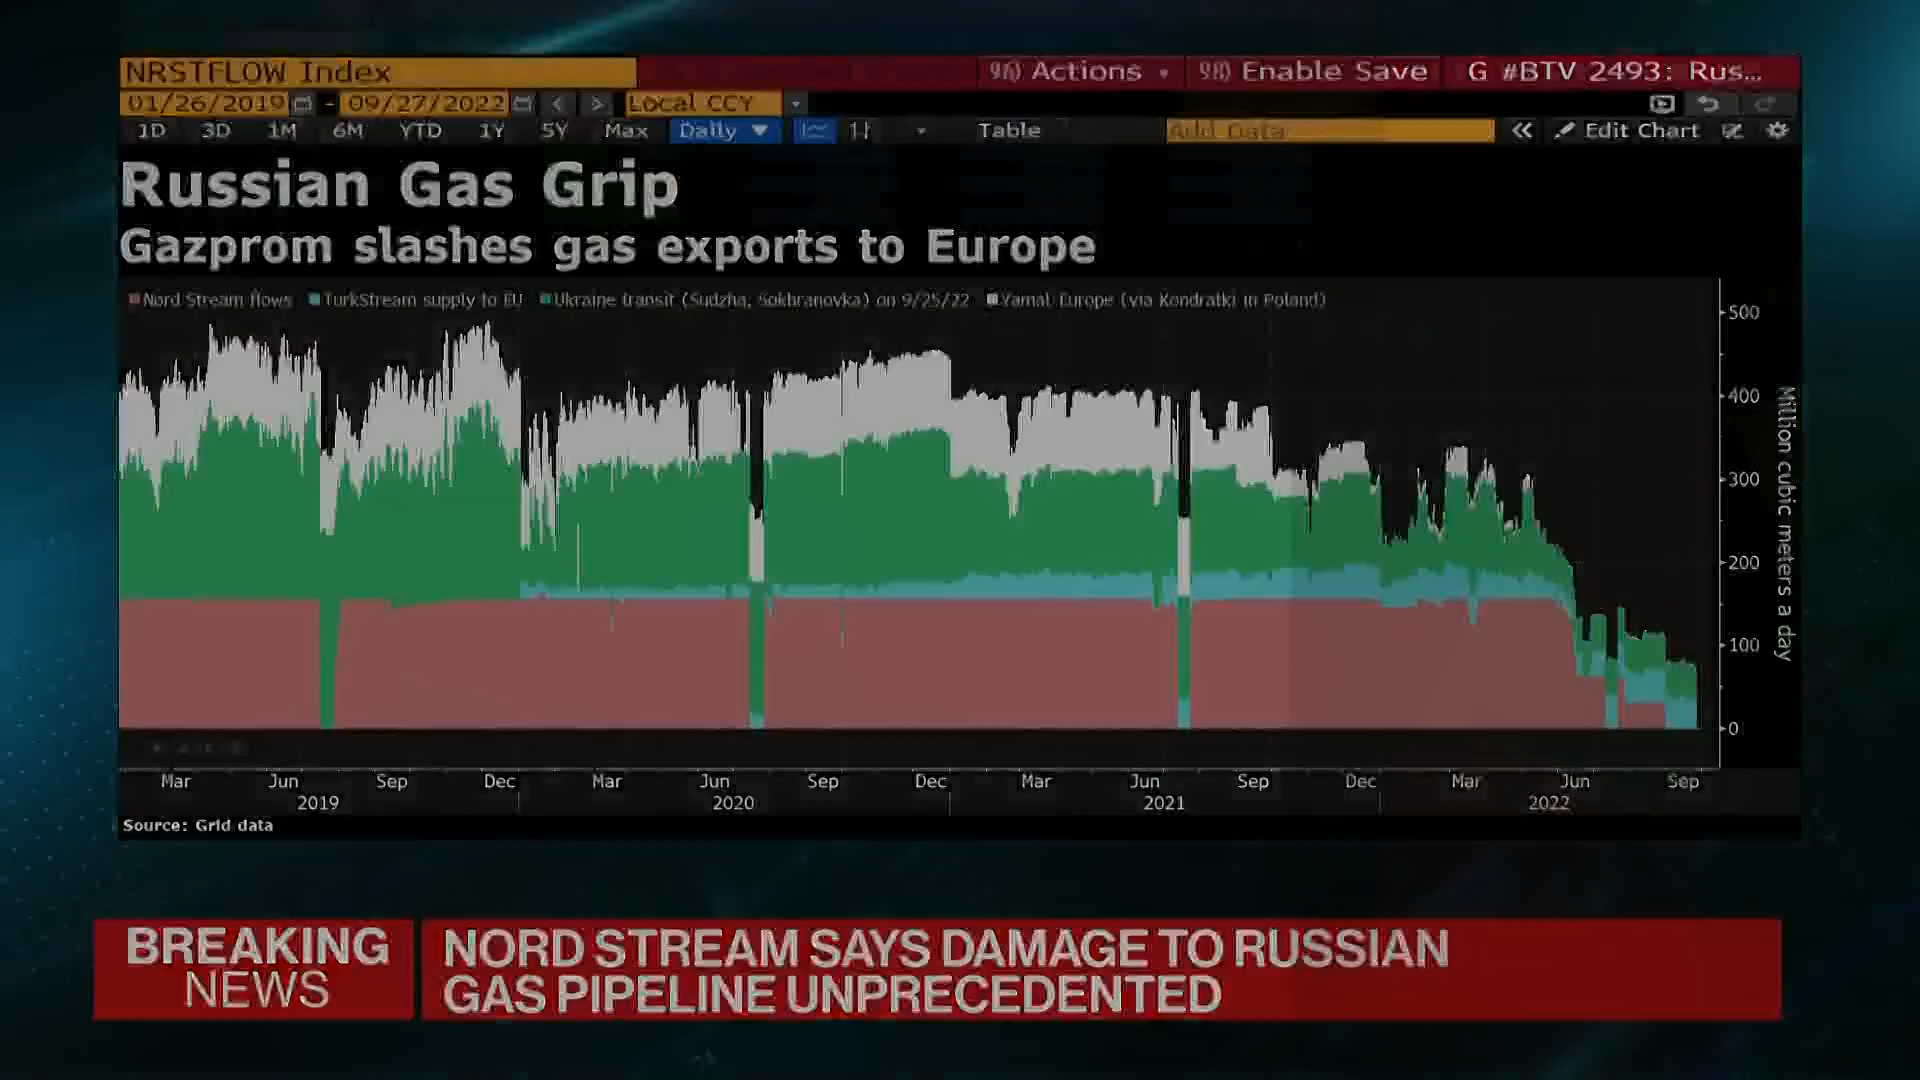 NRSTFLOW Index
96) Actions
98) Enable Save
G #BTV 2493: Rus...
01/26/2019 - 09/27/2022 < > Local CCY
1D 3D 1M 6M YTD 1Y 5Y Max Daily Table Add Data Edit Chart
Russian Gas Grip
Gazprom slashes gas exports to Europe
Nord Stream flows TurkStream supply to EU Ukraine transit (Sudzha, Sokhranovka) on 9/25/22 Yamal Europe (via Kondratki in Poland)
500
400
300
200
100
0
Million cubic meters a day
Mar Jun Sep Dec Mar Jun Sep Dec Mar Jun Sep Dec Mar Jun Sep
2019 2020 2021 2022
Source: Grid data
BREAKING
NEWS
NORD STREAM SAYS DAMAGE TO RUSSIAN
GAS PIPELINE UNPRECEDENTED